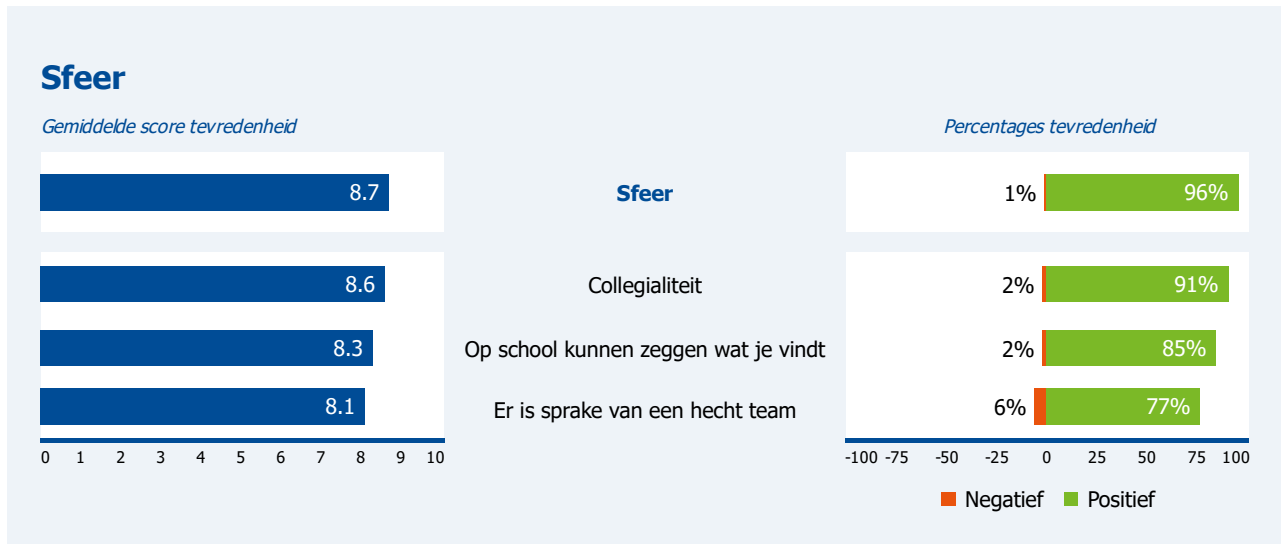 Sfeer
Gemiddelde score tevredenheid
Percentages tevredenheid
8.7
Sfeer
1%
96%
8.6
Collegialiteit
2%
91%
8.3
Op school kunnen zeggen wat je vindt
2%
85%
8.1
Er is sprake van een hecht team
6%
77%
0 1 2 3 4 5 6 7 8 9 10
-100 -75 -50 -25 0 25 50 75 100
Negatief Positief